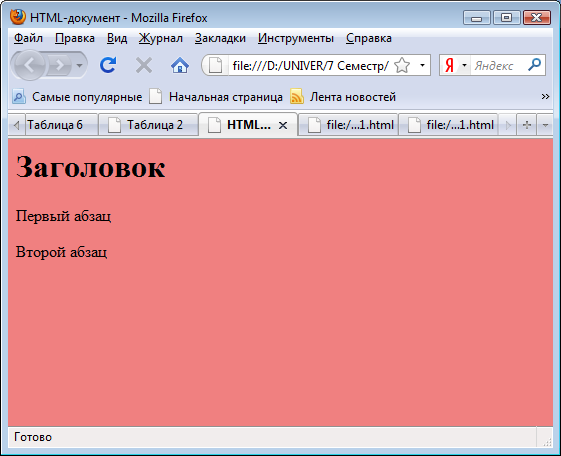 HTML-документ - Mozilla Firefox
Файл Правка Вид Журнал Закладки Инструменты Справка
file:///D:/UNIVER/7 Семестр/ Я Яндекс
Самые популярные Начальная страница Лента новостей »
Таблица 6 Таблица 2 HTML... file:/...1.html file:/...1.html
Заголовок
Первый абзац
Второй абзац
Готово